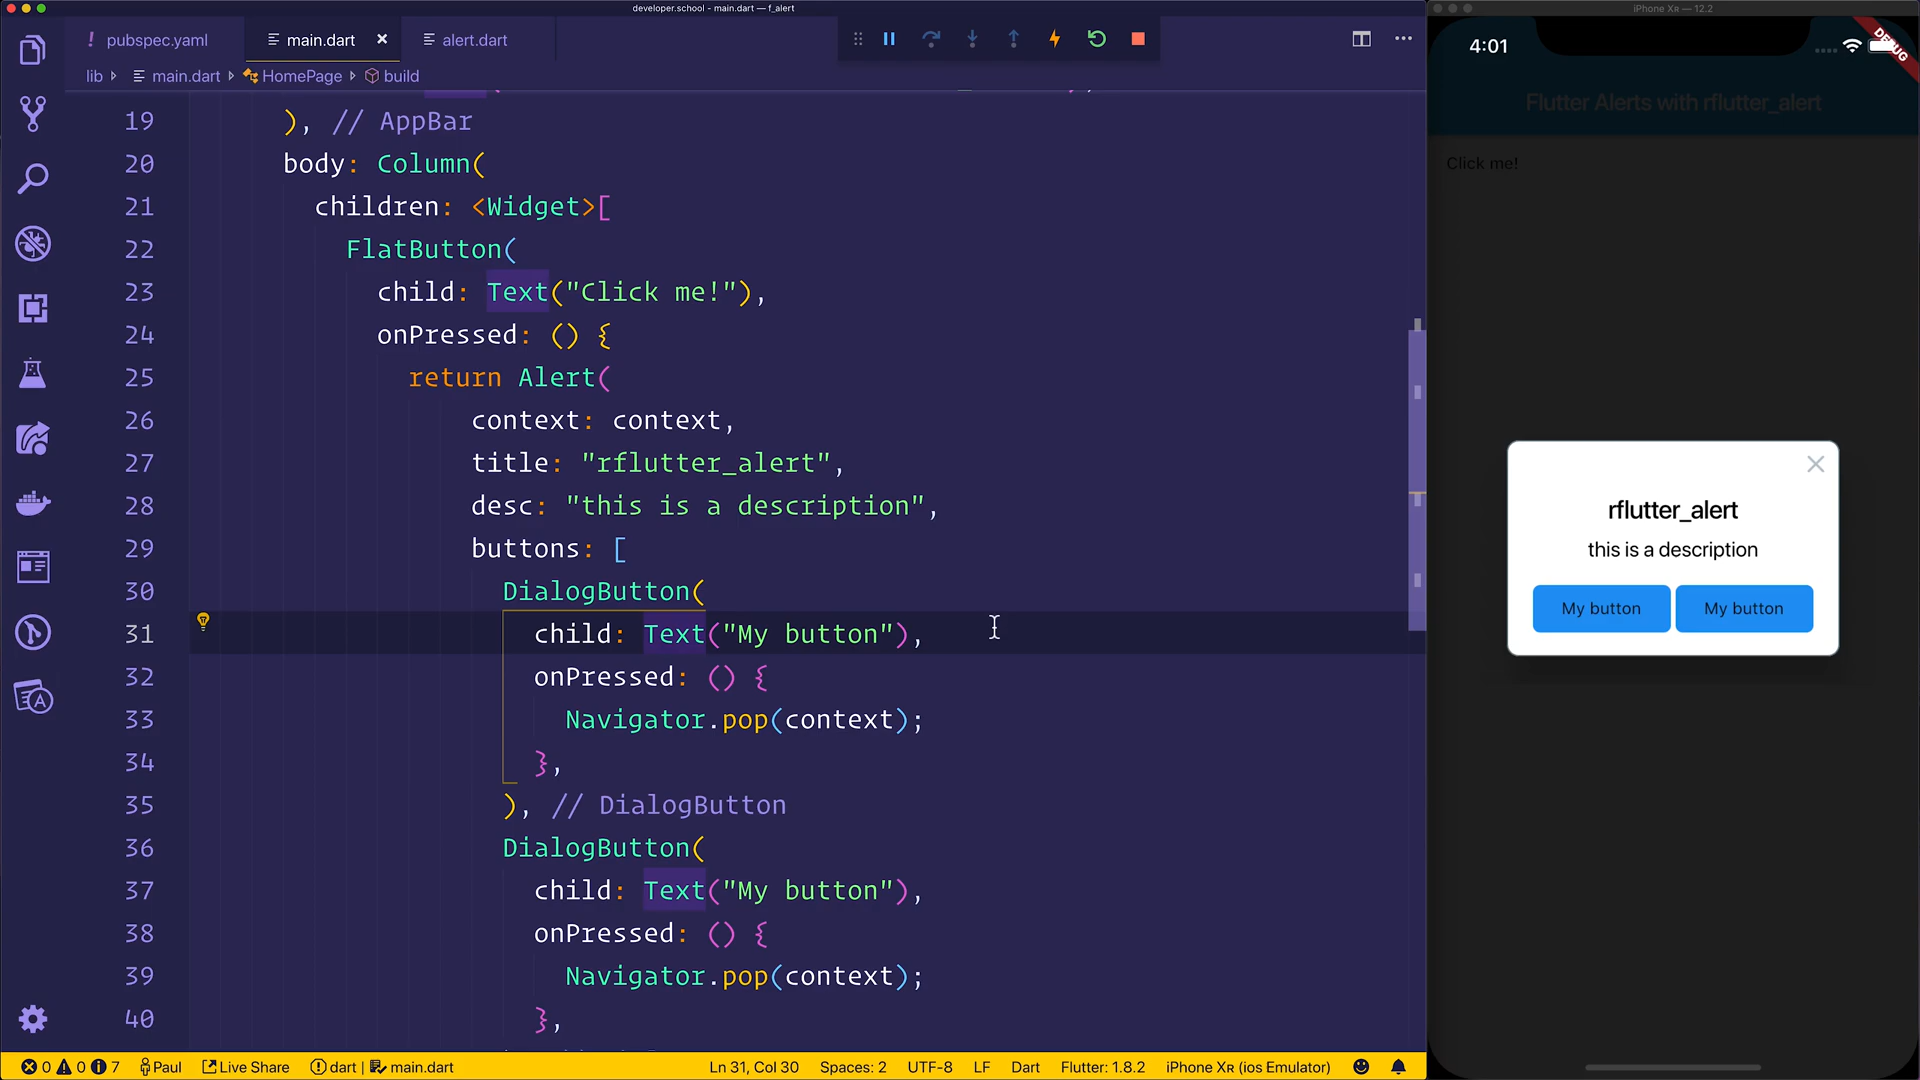 developer.school - main.dart — f_alert
! pubspec.yaml
main.dart
alert.dart
lib
main.dart
HomePage
build
19 ), // AppBar
20 body: Column(
21 children: <Widget>[
22 FlatButton(
23 child: Text("Click me!"),
24 onPressed: () {
25 return Alert(
26 context: context,
27 title: "rflutter_alert",
28 desc: "this is a description",
29 buttons: [
30 DialogButton(
31 child: Text("My button"),
32 onPressed: () {
33 Navigator.pop(context);
34 },
35 ), // DialogButton
36 DialogButton(
37 child: Text("My button"),
38 onPressed: () {
39 Navigator.pop(context);
40 },
0 0 7 Paul Live Share dart main.dart Ln 31, Col 30 Spaces: 2 UTF-8 LF Dart Flutter: 1.8.2 iPhone Xʀ (ios Emulator)
iPhone Xʀ — 12.2
4:01
DEBUG
Flutter Alerts with rflutter_alert
Click me!
rflutter_alert
this is a description
My button My button